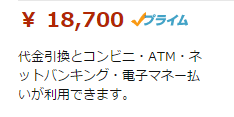 ¥ 18,700 プライム
代金引換とコンビニ・ATM・ネ
ットバンキング・電子マネー払
いが利用できます。